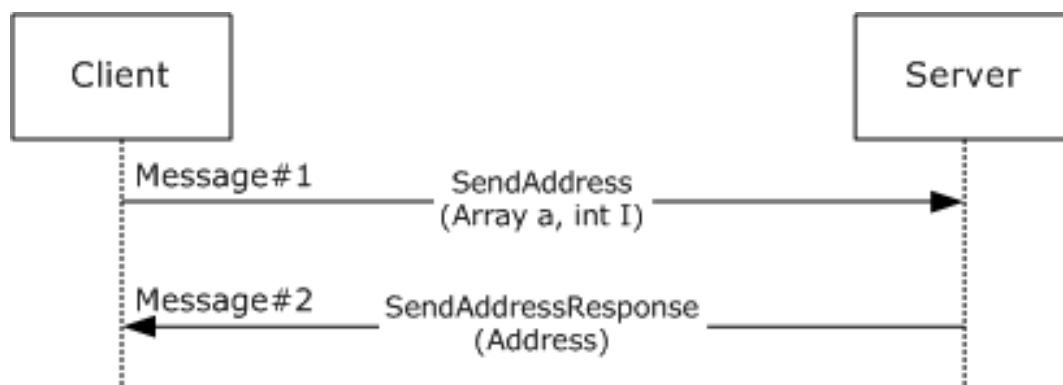 Client
Server
Message#1
SendAddress
(Array a, int I)
Message#2
SendAddressResponse
(Address)